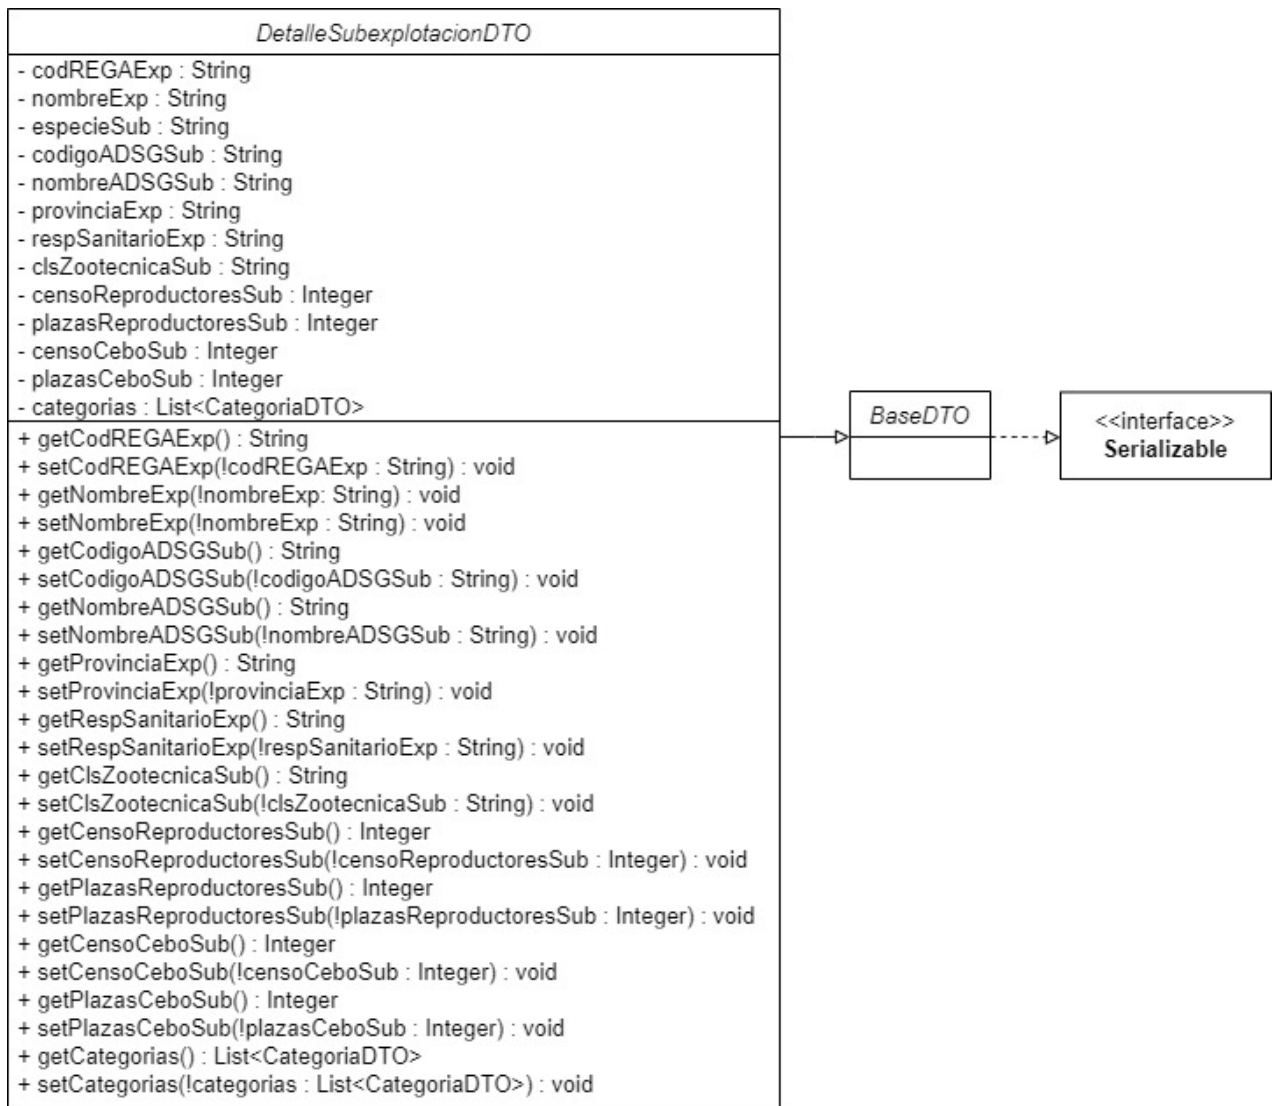 DetalleSubexplotacionDTO
- codREGAExp : String
- nombreExp : String
- especieSub : String
- codigoADSGSub : String
- nombreADSGSub : String
- provinciaExp : String
- respSanitarioExp : String
- clsZootecnicaSub : String
- censoReproductoresSub : Integer
- plazasReproductoresSub : Integer
- censoCeboSub : Integer
- plazasCeboSub : Integer
- categorias : List<CategoriaDTO>
+ getCodREGAExp() : String
+ setCodREGAExp(!codREGAExp : String) : void
+ getNombreExp(!nombreExp: String) : void
+ setNombreExp(!nombreExp : String) : void
+ getCodigoADSGSub() : String
+ setCodigoADSGSub(!codigoADSGSub : String) : void
+ getNombreADSGSub() : String
+ setNombreADSGSub(!nombreADSGSub : String) : void
+ getProvinciaExp() : String
+ setProvinciaExp(!provinciaExp : String) : void
+ getRespSanitarioExp() : String
+ setRespSanitarioExp(!respSanitarioExp : String) : void
+ getClsZootecnicaSub() : String
+ setClsZootecnicaSub(!clsZootecnicaSub : String) : void
+ getCensoReproductoresSub() : Integer
+ setCensoReproductoresSub(!censoReproductoresSub : Integer) : void
+ getPlazasReproductoresSub() : Integer
+ setPlazasReproductoresSub(!plazasReproductoresSub : Integer) : void
+ getCensoCeboSub() : Integer
+ setCensoCeboSub(!censoCeboSub : Integer) : void
+ getPlazasCeboSub() : Integer
+ setPlazasCeboSub(!plazasCeboSub : Integer) : void
+ getCategorias() : List<CategoriaDTO>
+ setCategorias(!categorias : List<CategoriaDTO>) : void
BaseDTO
<<interface>>
Serializable